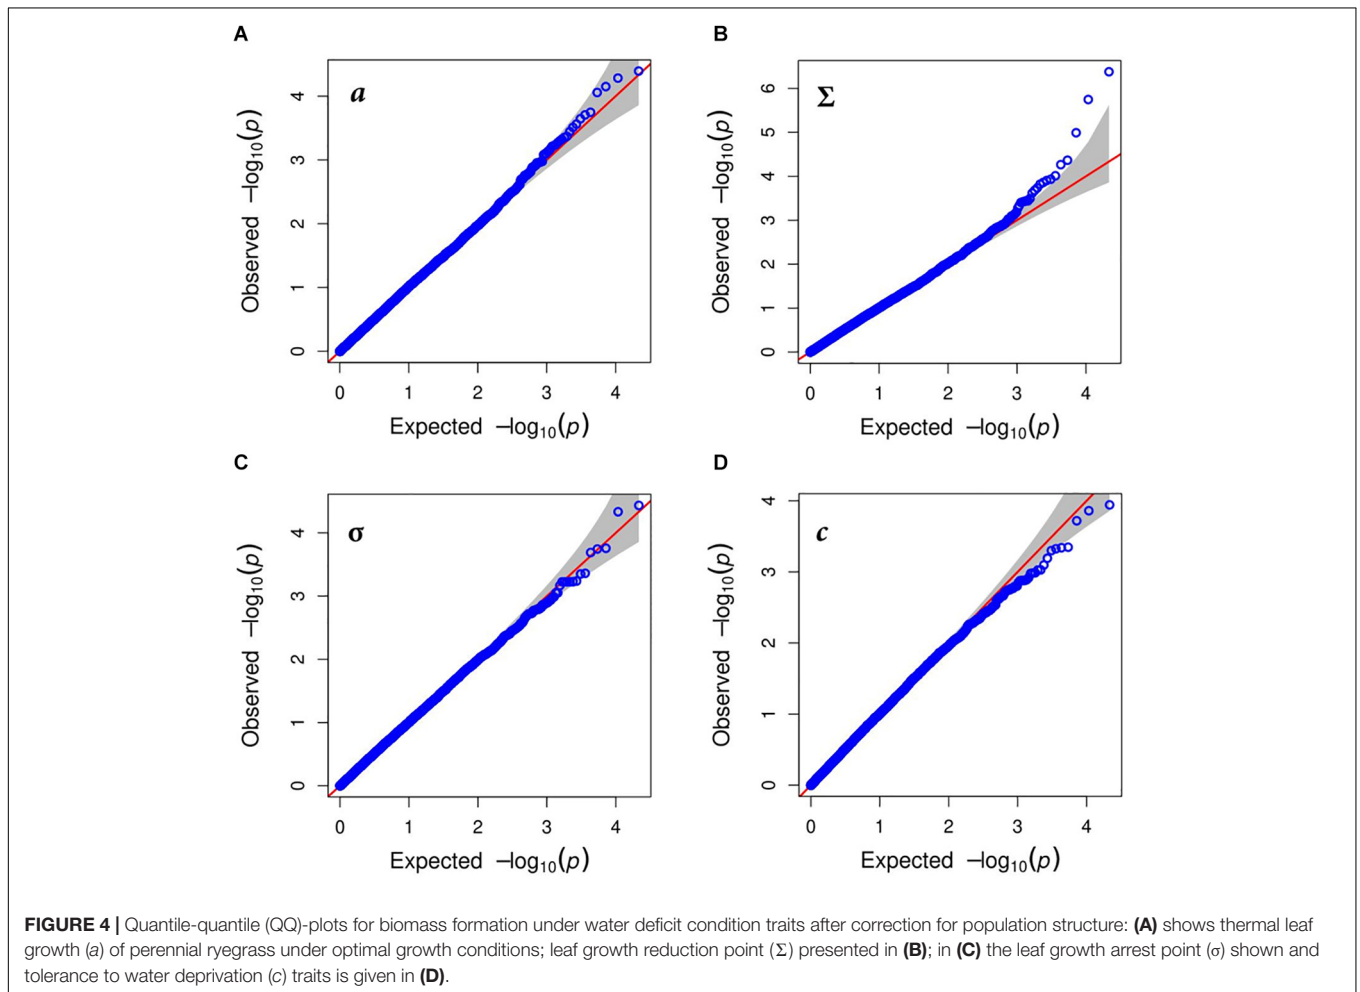 A
B
a
Σ
Observed −log₁₀(p)
0 1 2 3 4
Expected −log₁₀(p)
0 1 2 3 4
Observed −log₁₀(p)
0 1 2 3 4 5 6
Expected −log₁₀(p)
0 1 2 3 4
C
D
σ
c
Observed −log₁₀(p)
0 1 2 3 4
Expected −log₁₀(p)
0 1 2 3 4
Observed −log₁₀(p)
0 1 2 3 4
Expected −log₁₀(p)
0 1 2 3 4
FIGURE 4 | Quantile-quantile (QQ)-plots for biomass formation under water deficit condition traits after correction for population structure: (A) shows thermal leaf
growth (a) of perennial ryegrass under optimal growth conditions; leaf growth reduction point (Σ) presented in (B); in (C) the leaf growth arrest point (σ) shown and
tolerance to water deprivation (c) traits is given in (D).